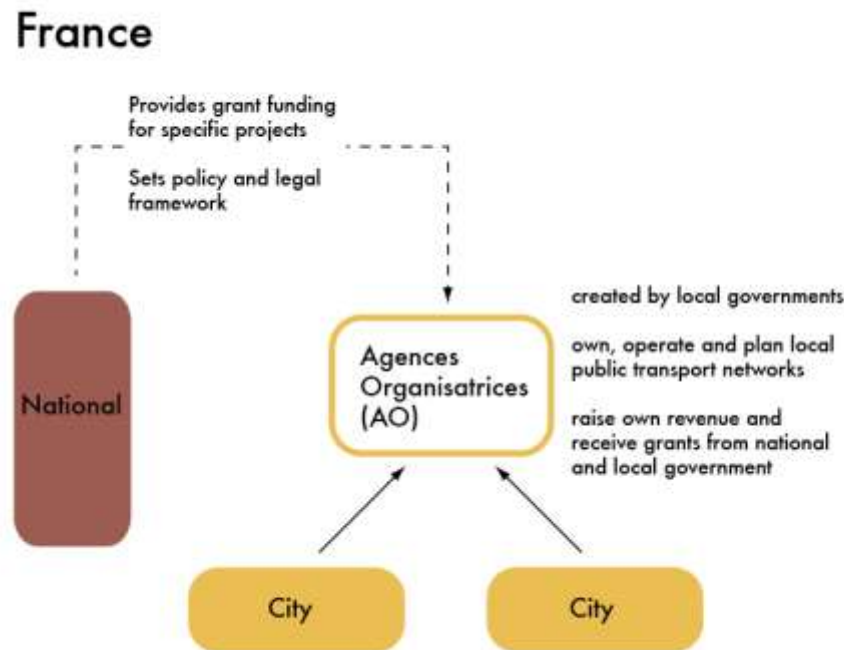 France
Provides grant funding
for specific projects
Sets policy and legal
framework
National
Agences
Organisatrices
(AO)
created by local governments
own, operate and plan local
public transport networks
raise own revenue and
receive grants from national
and local government
City
City